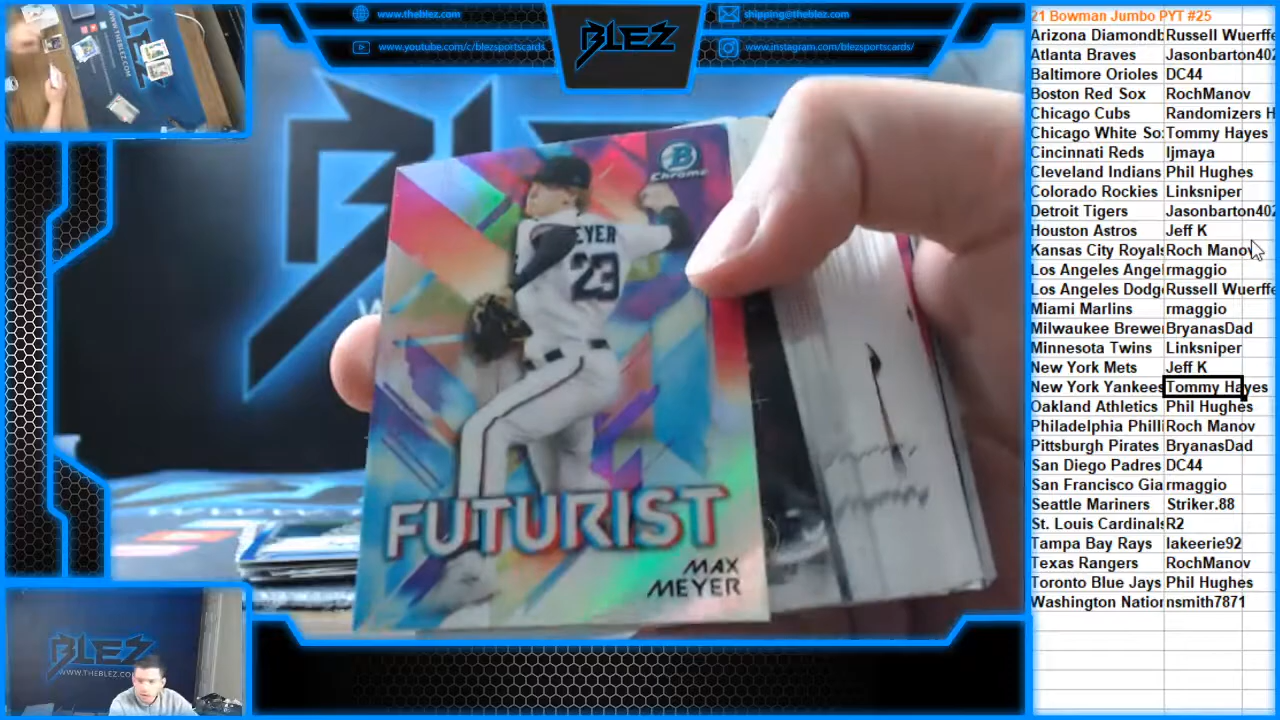 www.theblez.com
shipping@theblez.com
BLEZ
www.youtube.com/c/blezsportscards/
www.instagram.com/blezsportscards/
B
Chrome
EYER
23
FUTURIST
MAX
MEYER
BLEZ
WWW.THEBLEZ.COM
21 Bowman Jumbo PYT #25
Arizona Diamondb Russell Wuerffe
Atlanta Braves Jasonbarton402
Baltimore Orioles DC44
Boston Red Sox RochManov
Chicago Cubs Randomizers H
Chicago White So Tommy Hayes
Cincinnati Reds ljmaya
Cleveland Indians Phil Hughes
Colorado Rockies Linksniper
Detroit Tigers Jasonbarton402
Houston Astros Jeff K
Kansas City Royals Roch Manov
Los Angeles Angel rmaggio
Los Angeles Dodge Russell Wuerffe
Miami Marlins rmaggio
Milwaukee Brewer BryanasDad
Minnesota Twins Linksniper
New York Mets Jeff K
New York Yankees Tommy Hayes
Oakland Athletics Phil Hughes
Philadelphia Philli Roch Manov
Pittsburgh Pirates BryanasDad
San Diego Padres DC44
San Francisco Gia rmaggio
Seattle Mariners Striker.88
St. Louis Cardinals R2
Tampa Bay Rays lakeerie92
Texas Rangers RochManov
Toronto Blue Jays Phil Hughes
Washington Nation nsmith7871